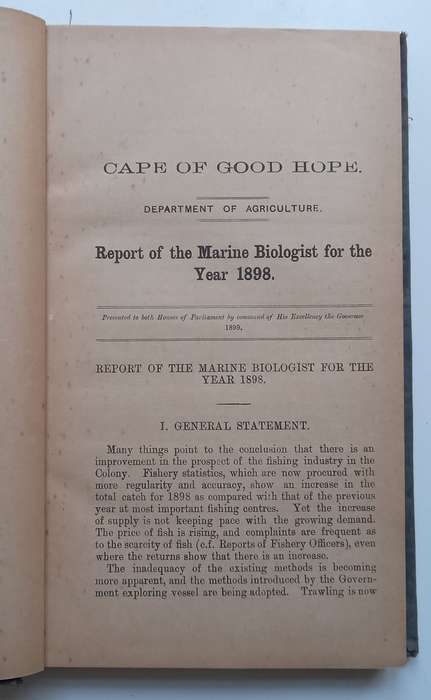 CAPE OF GOOD HOPE.
DEPARTMENT OF AGRICULTURE.
Report of the Marine Biologist for the
Year 1898.
Presented to both Houses of Parliament by command of His Excellency the Governor
1899.
REPORT OF THE MARINE BIOLOGIST FOR THE
YEAR 1898.
I. GENERAL STATEMENT.
Many things point to the conclusion that there is an
improvement in the prospect of the fishing industry in the
Colony. Fishery statistics, which are now procured with
more regularity and accuracy, show an increase in the
total catch for 1898 as compared with that of the previous
year at most important fishing centres. Yet the increase
of supply is not keeping pace with the growing demand.
The price of fish is rising, and complaints are frequent as
to the scarcity of fish (c.f. Reports of Fishery Officers), even
where the returns show that there is an increase.
The inadequacy of the existing methods is becoming
more apparent, and the methods introduced by the Govern-
ment exploring vessel are being adopted. Trawling is now